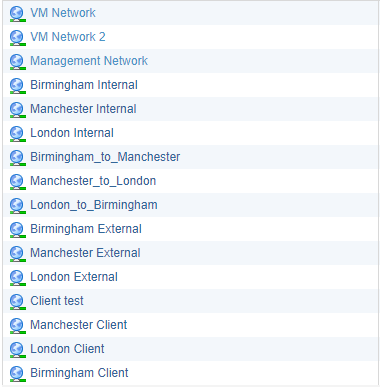 VM Network
VM Network 2
Management Network
Birmingham Internal
Manchester Internal
London Internal
Birmingham_to_Manchester
Manchester_to_London
London_to_Birmingham
Birmingham External
Manchester External
London External
Client test
Manchester Client
London Client
Birmingham Client